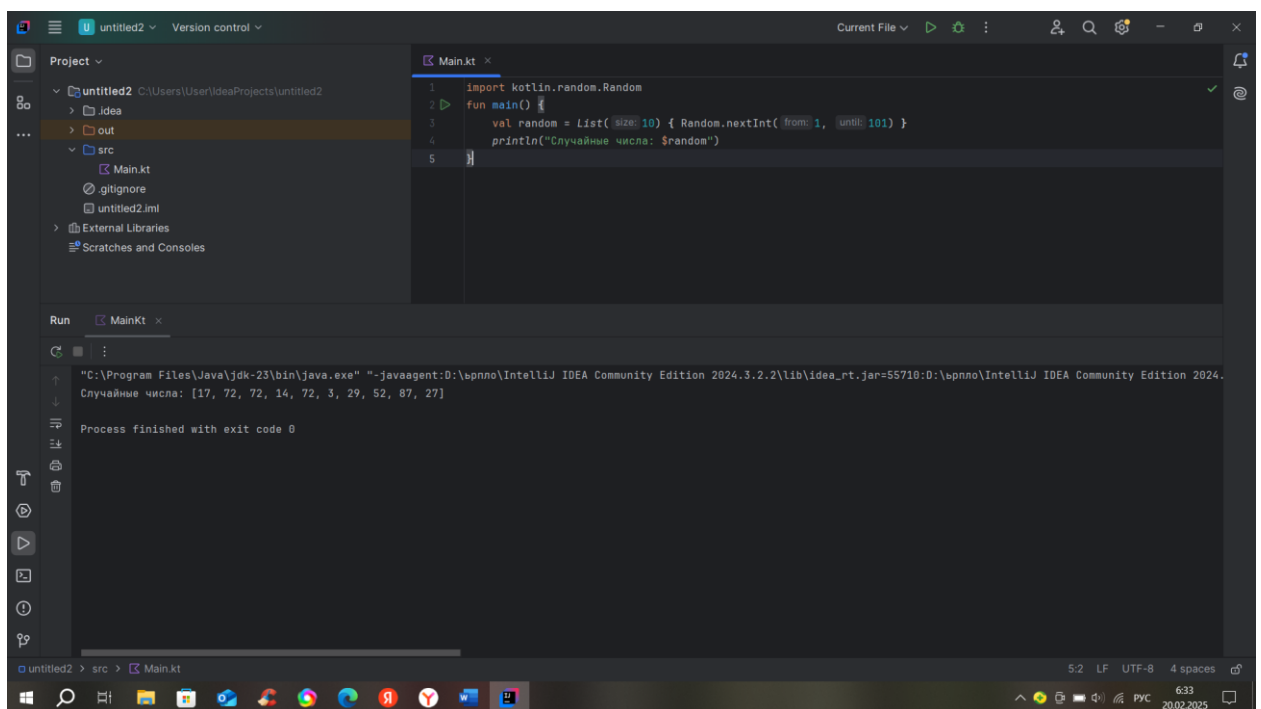 untitled2 Version control Current File
Project
Main.kt
untitled2 C:\Users\User\IdeaProjects\untitled2
.idea
out
src
Main.kt
.gitignore
untitled2.iml
External Libraries
Scratches and Consoles
1 import kotlin.random.Random
2 fun main() {
3 val random = List( size: 10) { Random.nextInt( from: 1, until: 101) }
4 println("Случайные числа: $random")
5 }
Run MainKt
"C:\Program Files\Java\jdk-23\bin\java.exe" "-javaagent:D:\ьрпло\IntelliJ IDEA Community Edition 2024.3.2.2\lib\idea_rt.jar=55710:D:\ьрпло\IntelliJ IDEA Community Edition 2024.
Случайные числа: [17, 72, 72, 14, 72, 3, 29, 52, 87, 27]
Process finished with exit code 0
untitled2 > src > Main.kt 5:2 LF UTF-8 4 spaces
РУС 6:33
20.02.2025